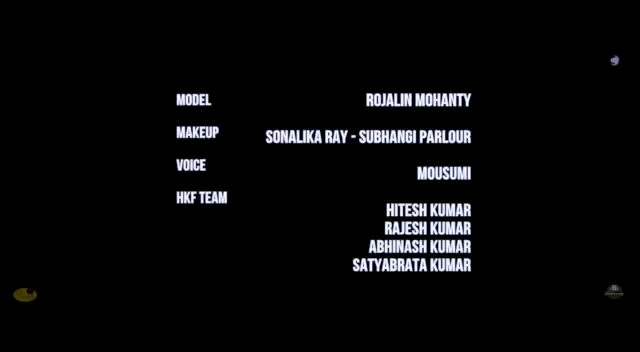 MODEL ROJALIN MOHANTY
MAKEUP SONALIKA RAY - SUBHANGI PARLOUR
VOICE MOUSUMI
HKF TEAM HITESH KUMAR
RAJESH KUMAR
ABHINASH KUMAR
SATYABRATA KUMAR